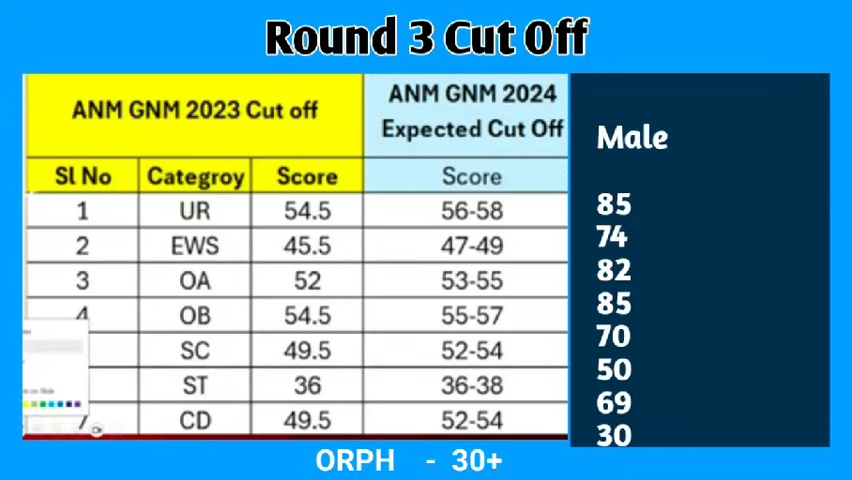 Round 3 Cut Off
ANM GNM 2023 Cut off
ANM GNM 2024
Expected Cut Off
Male
Sl No Categroy Score Score
1 UR 54.5 56-58 85
2 EWS 45.5 47-49 74
3 OA 52 53-55 82
4 OB 54.5 55-57 85
SC 49.5 52-54 70
ST 36 36-38 50
7 CD 49.5 52-54 69
30
ORPH - 30+